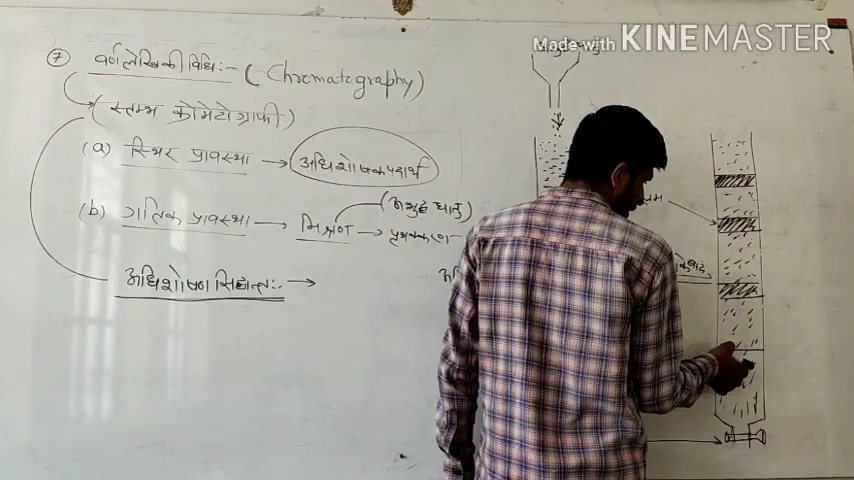 Made with KINEMASTER
⑦ वर्णलेखिकी विधि:- ( Chromatography)
(स्तम्भ क्रोमेटोग्राफी)
(a) स्थिर प्रावस्था → अधिशोषक पदार्थ
(b) गतिक प्रावस्था → मिश्रण → पृथक्करण
(अशुद्ध धातु)
अधिशोषण सिद्धान्त:- →